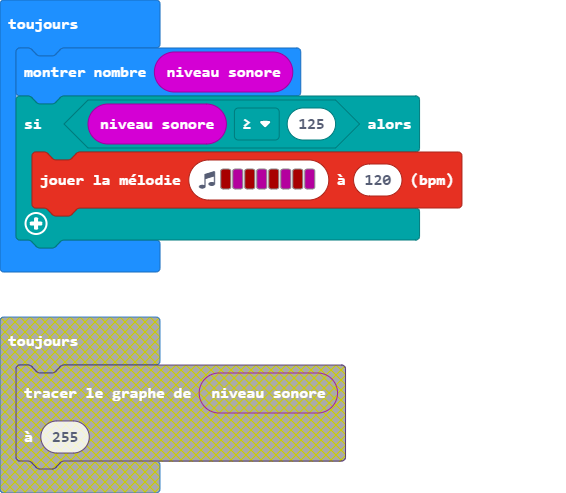 toujours
montrer nombre niveau sonore
si niveau sonore ≥ 125 alors
jouer la mélodie à 120 (bpm)
toujours
tracer le graphe de niveau sonore
à 255